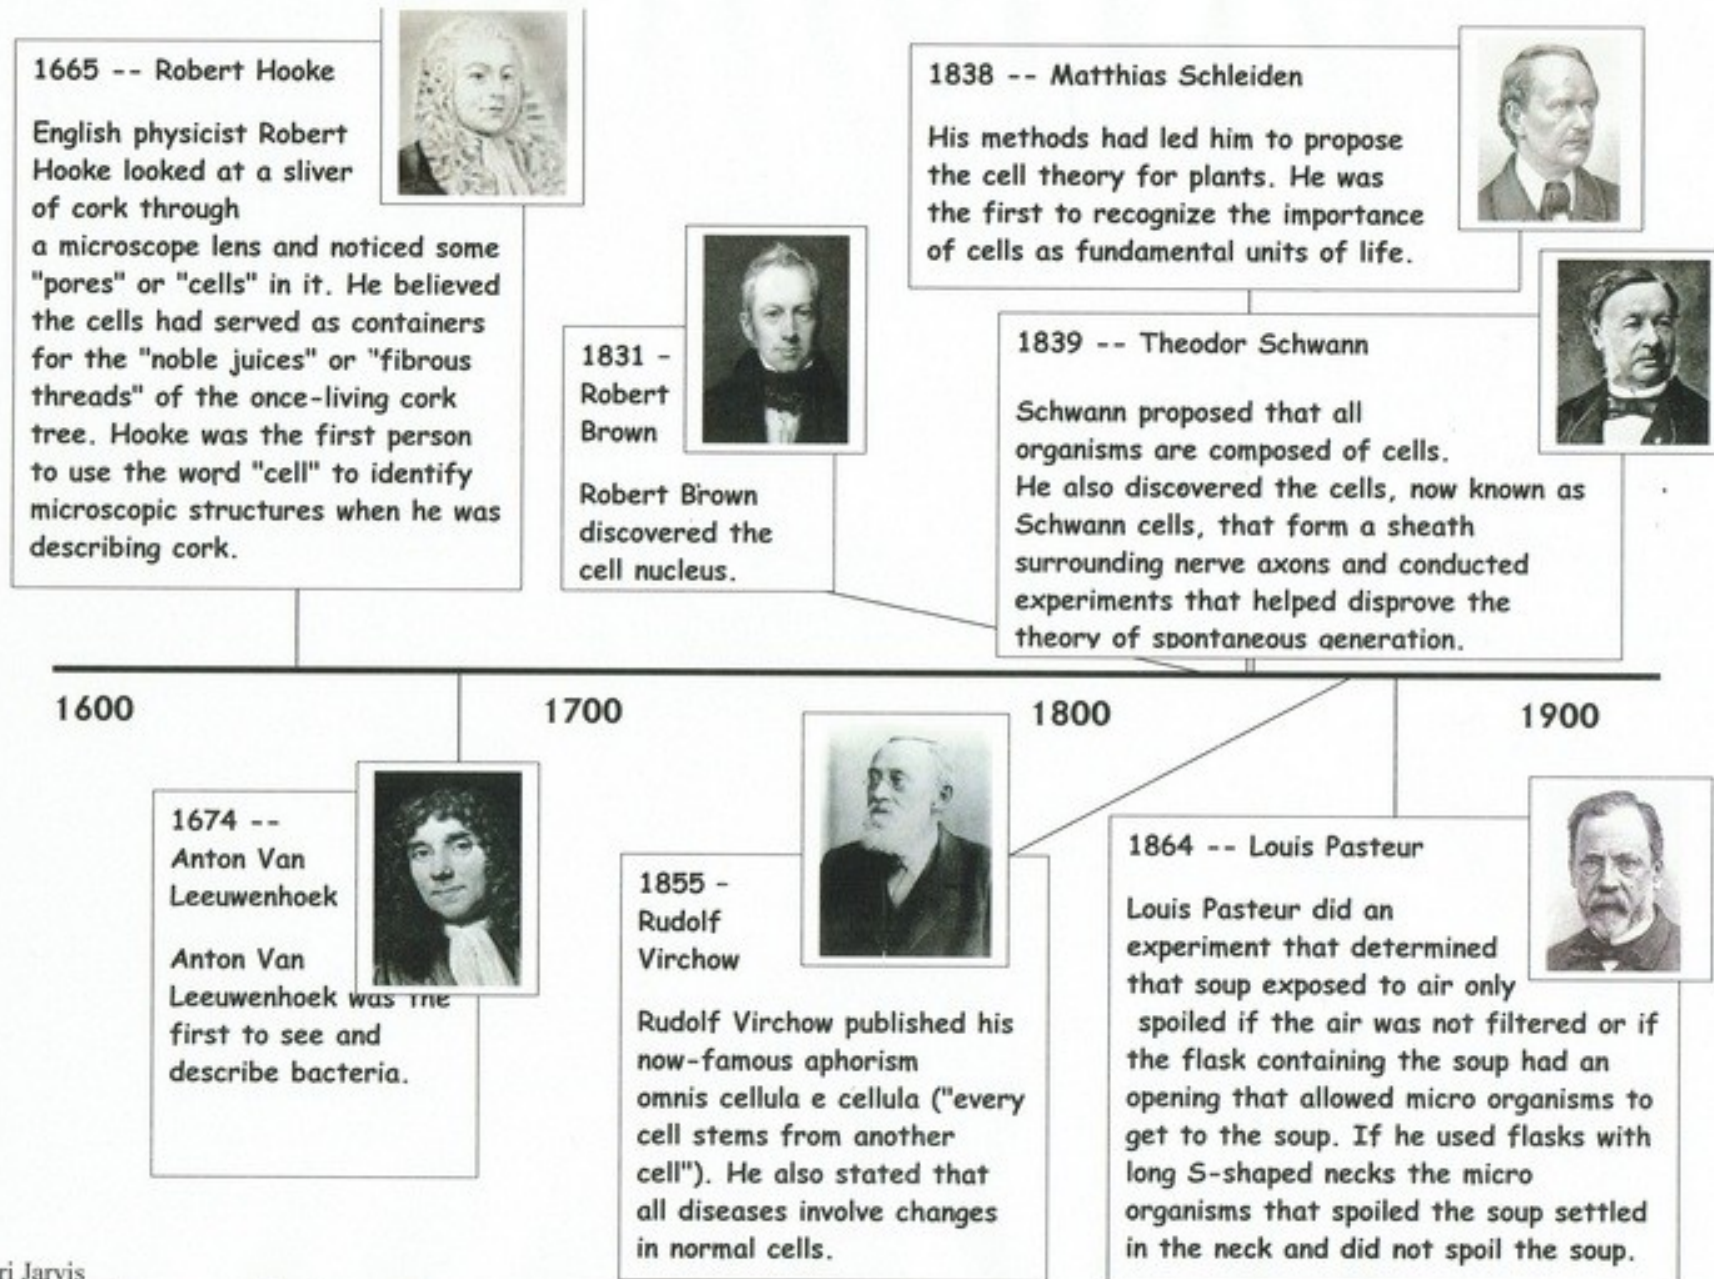 1665 -- Robert Hooke
English physicist Robert
Hooke looked at a sliver
of cork through
a microscope lens and noticed some
"pores" or "cells" in it. He believed
the cells had served as containers
for the "noble juices" or "fibrous
threads" of the once-living cork
tree. Hooke was the first person
to use the word "cell" to identify
microscopic structures when he was
describing cork.
1831 -
Robert
Brown
Robert Brown
discovered the
cell nucleus.
1838 -- Matthias Schleiden
His methods had led him to propose
the cell theory for plants. He was
the first to recognize the importance
of cells as fundamental units of life.
1839 -- Theodor Schwann
Schwann proposed that all
organisms are composed of cells.
He also discovered the cells, now known as
Schwann cells, that form a sheath
surrounding nerve axons and conducted
experiments that helped disprove the
theory of spontaneous generation.
1600
1700
1800
1900
1674 --
Anton Van
Leeuwenhoek
Anton Van
Leeuwenhoek was the
first to see and
describe bacteria.
1855 -
Rudolf
Virchow
Rudolf Virchow published his
now-famous aphorism
omnis cellula e cellula ("every
cell stems from another
cell"). He also stated that
all diseases involve changes
in normal cells.
1864 -- Louis Pasteur
Louis Pasteur did an
experiment that determined
that soup exposed to air only
spoiled if the air was not filtered or if
the flask containing the soup had an
opening that allowed micro organisms to
get to the soup. If he used flasks with
long S-shaped necks the micro
organisms that spoiled the soup settled
in the neck and did not spoil the soup.
ri Jarvis